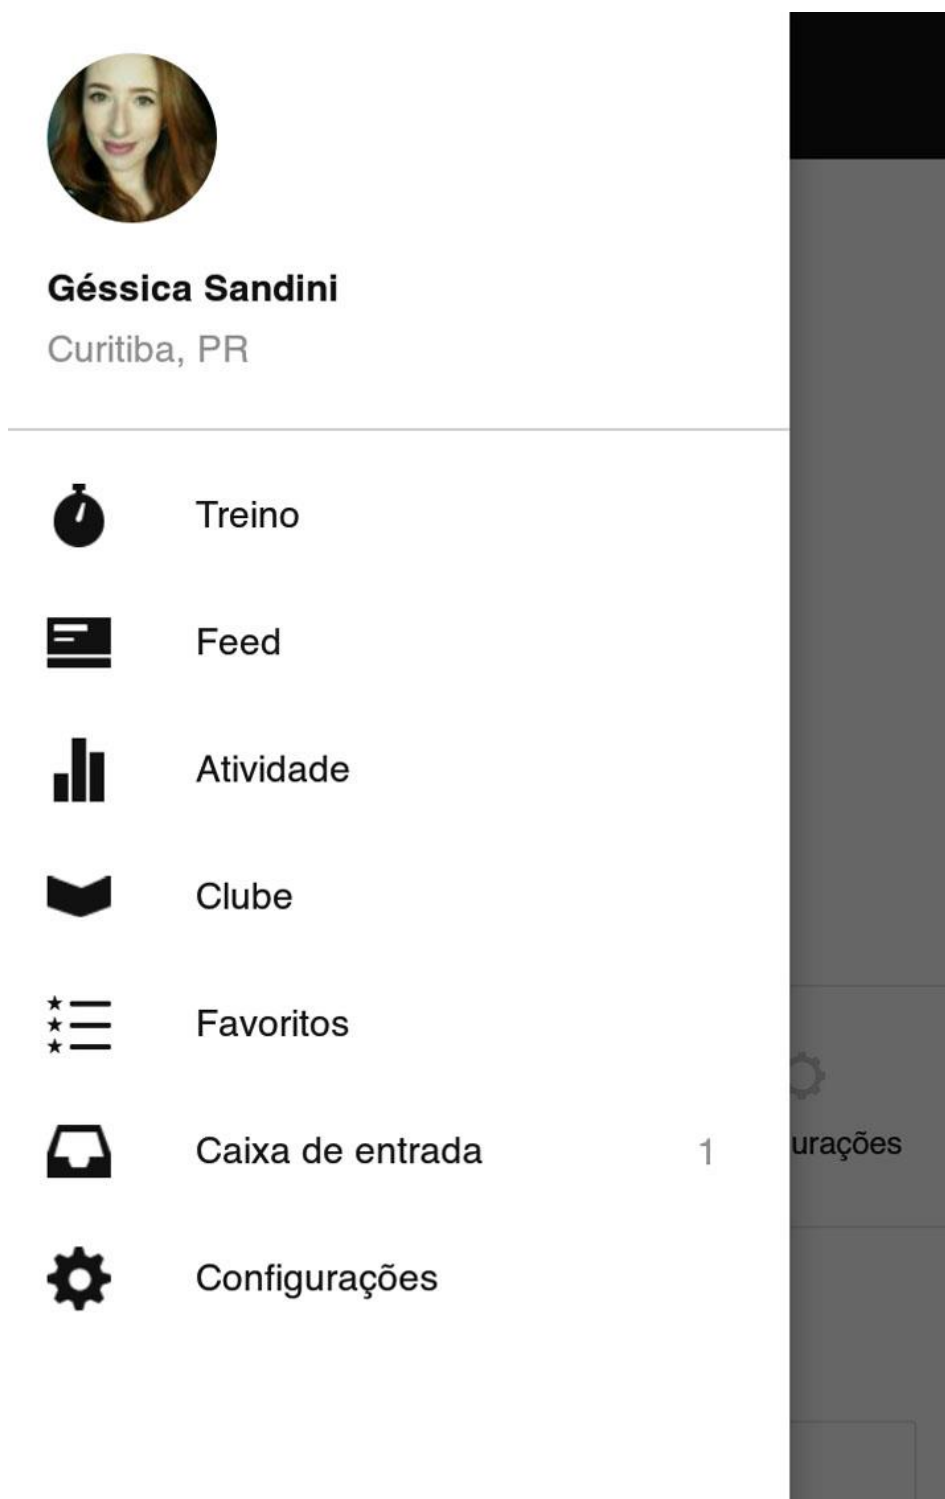 Géssica Sandini
Curitiba, PR
Treino
Feed
Atividade
Clube
Favoritos
Caixa de entrada 1
urações
Configurações